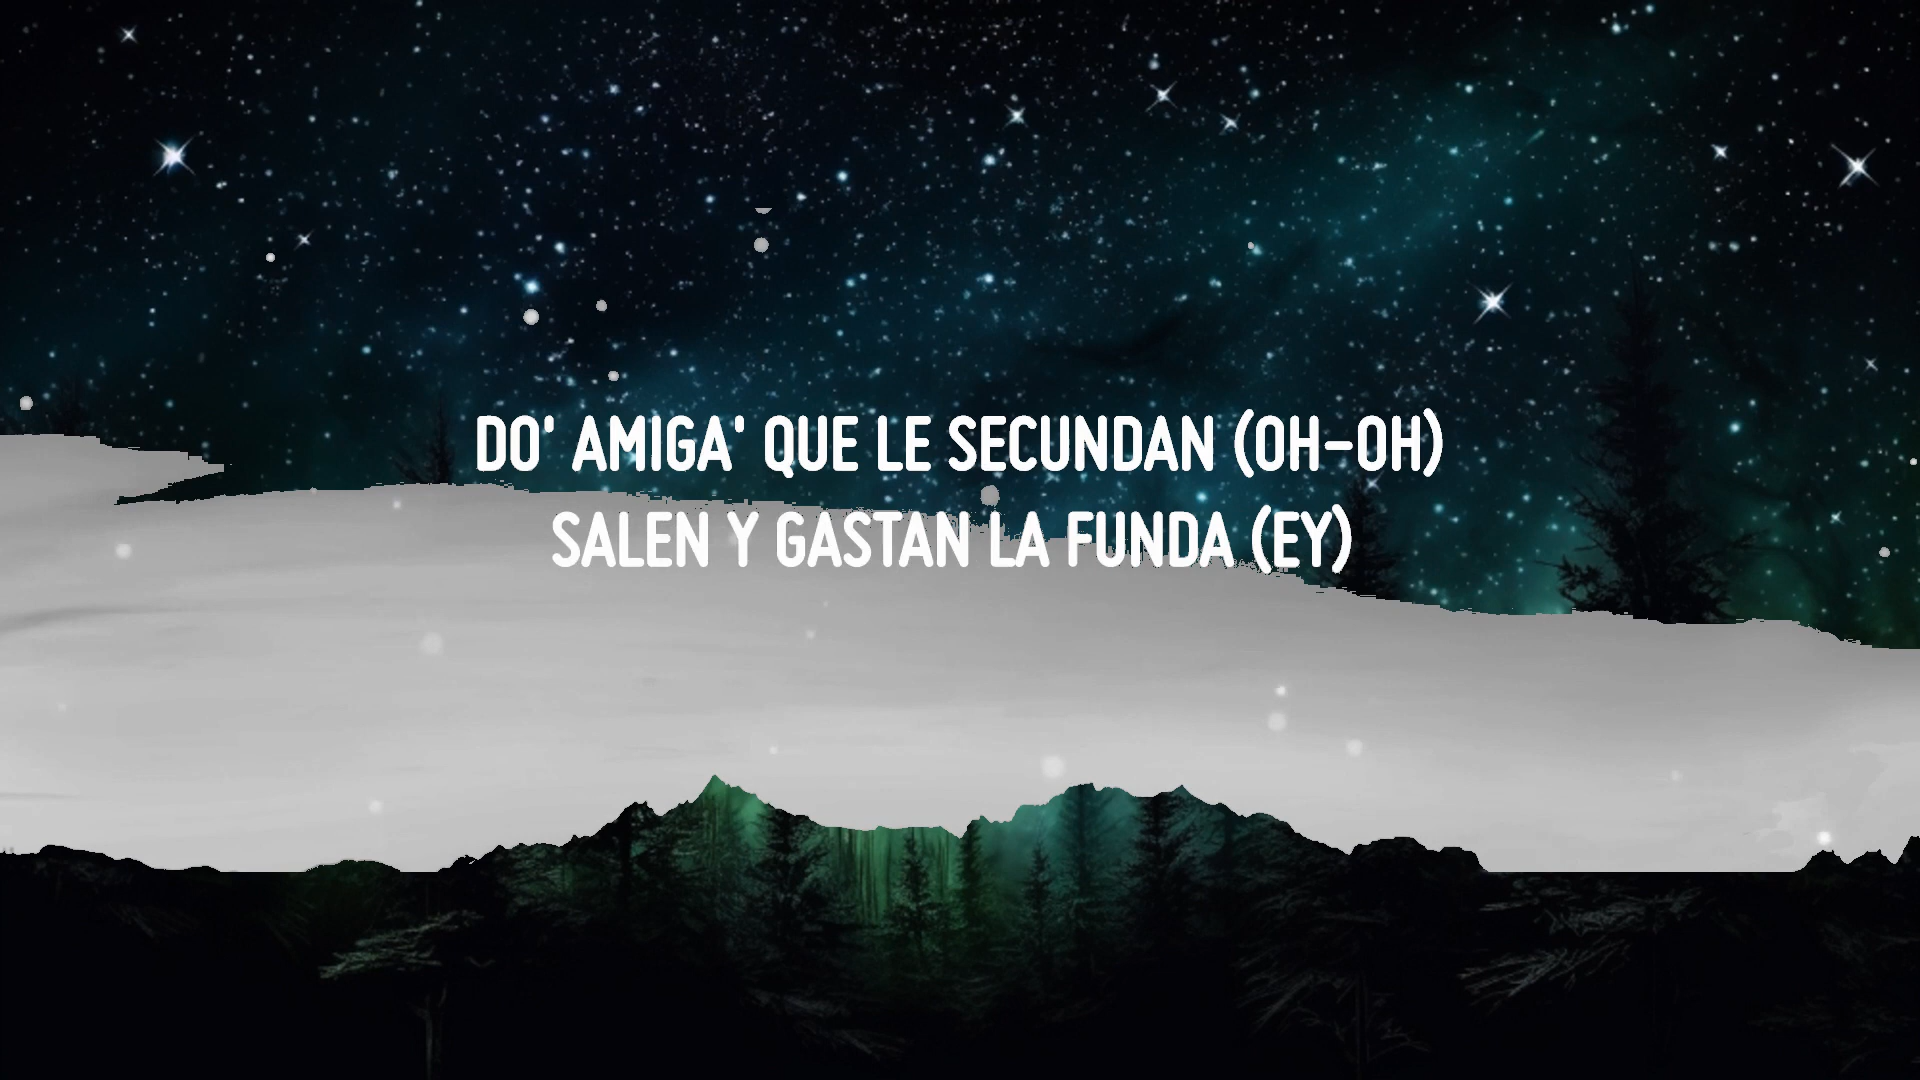 DO' AMIGA' QUE LE SECUNDAN (OH-OH)
SALEN Y GASTAN LA FUNDA (EY)